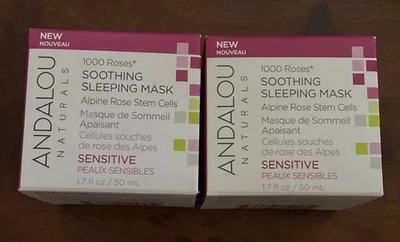 NEW
NOUVEAU
ANDALOU
NATURALS
1000 Roses®
SOOTHING
SLEEPING MASK
Alpine Rose Stem Cells
Masque de Sommeil
Apaisant
Cellules souches
de rose des Alpes
SENSITIVE
PEAUX SENSIBLES
1.7 fl oz / 50 mL
NEW
NOUVEAU
ANDALOU
NATURALS
1000 Roses®
SOOTHING
SLEEPING MASK
Alpine Rose Stem Cells
Masque de Sommeil
Apaisant
Cellules souches
de rose des Alpes
SENSITIVE
PEAUX SENSIBLES
1.7 fl oz / 50 mL